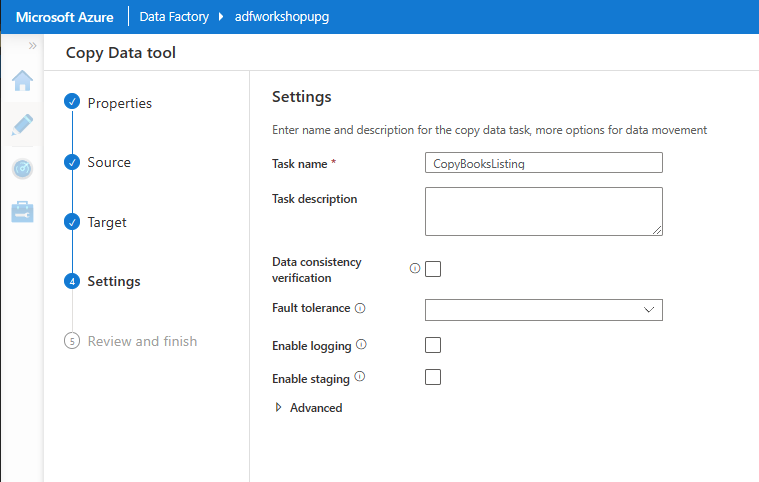 Microsoft Azure Data Factory adfworkshopupg
Copy Data tool
Properties
Source
Target
4 Settings
5 Review and finish
Settings
Enter name and description for the copy data task, more options for data movement
Task name * CopyBooksListing
Task description
Data consistency
verification
Fault tolerance
Enable logging
Enable staging
Advanced